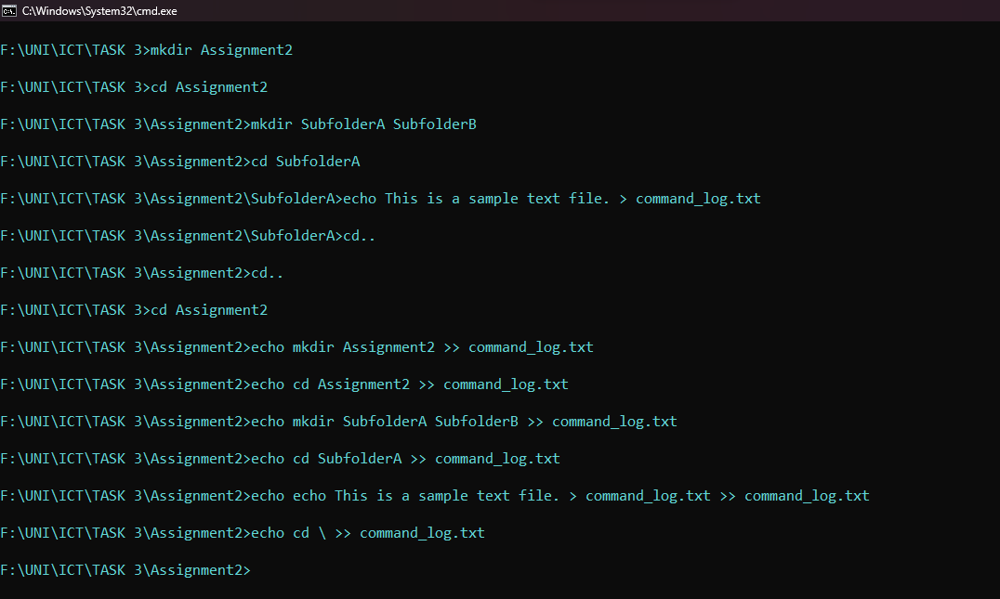 C:\Windows\System32\cmd.exe
F:\UNI\ICT\TASK 3>mkdir Assignment2
F:\UNI\ICT\TASK 3>cd Assignment2
F:\UNI\ICT\TASK 3\Assignment2>mkdir SubfolderA SubfolderB
F:\UNI\ICT\TASK 3\Assignment2>cd SubfolderA
F:\UNI\ICT\TASK 3\Assignment2\SubfolderA>echo This is a sample text file. > command_log.txt
F:\UNI\ICT\TASK 3\Assignment2\SubfolderA>cd..
F:\UNI\ICT\TASK 3\Assignment2>cd..
F:\UNI\ICT\TASK 3>cd Assignment2
F:\UNI\ICT\TASK 3\Assignment2>echo mkdir Assignment2 >> command_log.txt
F:\UNI\ICT\TASK 3\Assignment2>echo cd Assignment2 >> command_log.txt
F:\UNI\ICT\TASK 3\Assignment2>echo mkdir SubfolderA SubfolderB >> command_log.txt
F:\UNI\ICT\TASK 3\Assignment2>echo cd SubfolderA >> command_log.txt
F:\UNI\ICT\TASK 3\Assignment2>echo echo This is a sample text file. > command_log.txt >> command_log.txt
F:\UNI\ICT\TASK 3\Assignment2>echo cd \ >> command_log.txt
F:\UNI\ICT\TASK 3\Assignment2>